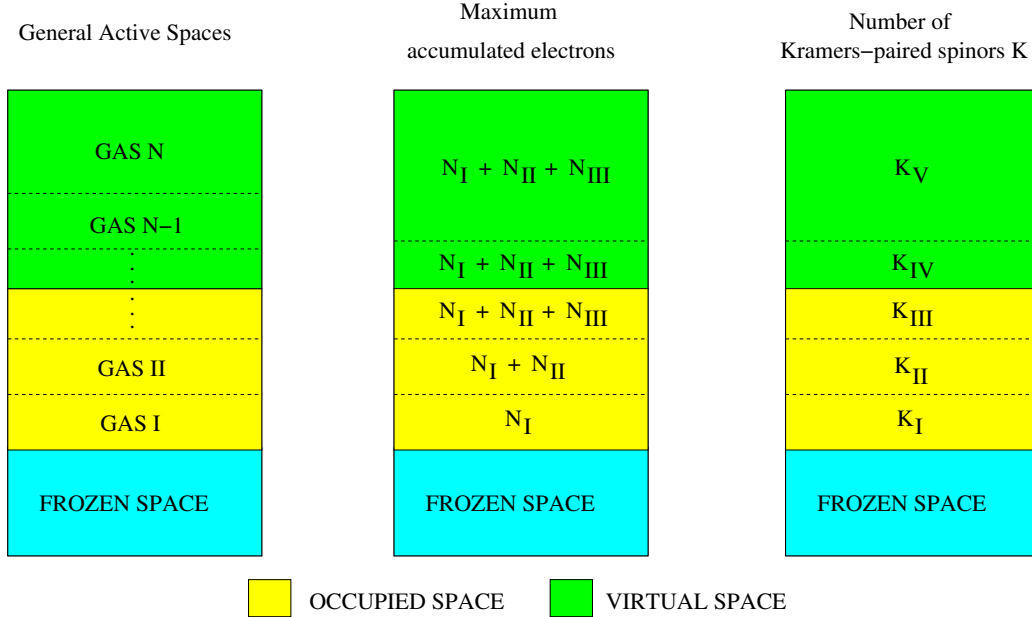 General Active Spaces
Maximum
accumulated electrons
Number of
Kramers−paired spinors K
GAS N
GAS N−1
GAS II
GAS I
FROZEN SPACE
N_I + N_II + N_III
N_I + N_II + N_III
N_I + N_II + N_III
N_I + N_II
N_I
FROZEN SPACE
K_V
K_IV
K_III
K_II
K_I
FROZEN SPACE
OCCUPIED SPACE
VIRTUAL SPACE